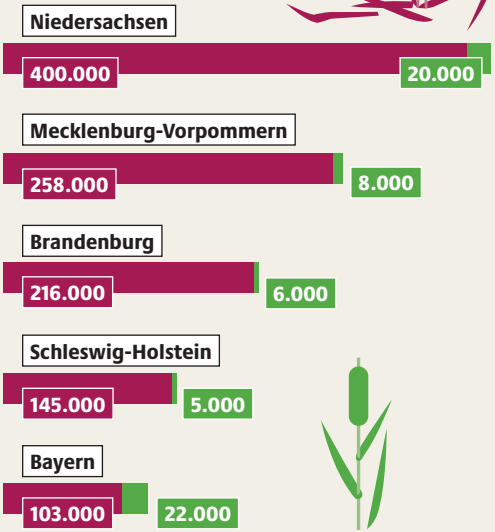 Niedersachsen
400.000 20.000
Mecklenburg-Vorpommern
258.000 8.000
Brandenburg
216.000 6.000
Schleswig-Holstein
145.000 5.000
Bayern
103.000 22.000